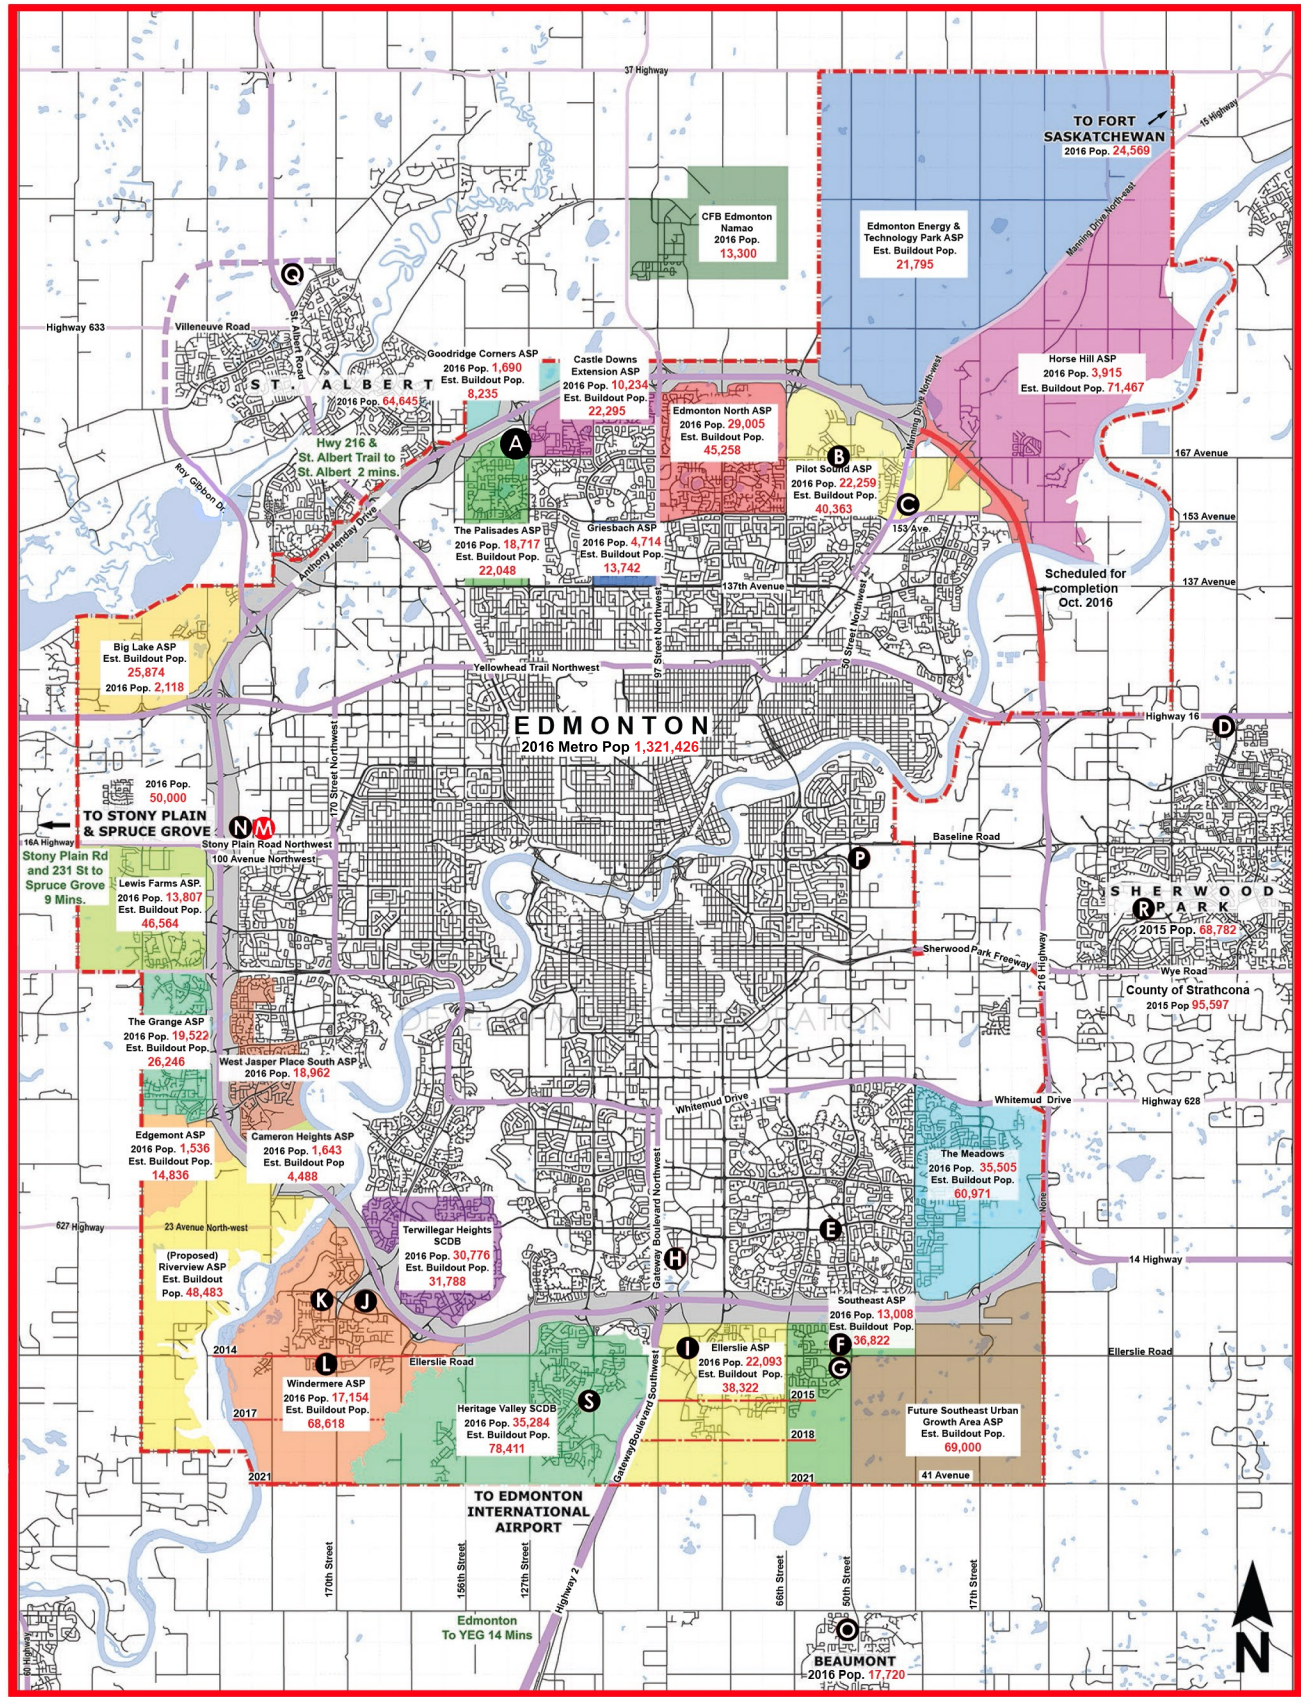 37 Highway
TO FORT
SASKATCHEWAN
2016 Pop. 24,569
15 Highway
CFB Edmonton
Namao
2016 Pop.
13,300
Edmonton Energy &
Technology Park ASP
Est. Buildout Pop.
21,795
Manning Drive North-east
Q
St. Albert Road
Highway 633
Villeneuve Road
ST. ALBERT
2016 Pop. 64,645
Goodridge Corners ASP
2016 Pop. 1,690
Est. Buildout Pop.
8,235
Castle Downs
Extension ASP
2016 Pop. 10,234
Est. Buildout
Pop.
22,295
Horse Hill ASP
2016 Pop. 3,915
Est. Buildout Pop. 71,467
Manning Drive North-west
Edmonton North ASP
2016 Pop. 29,005
Est. Buildout Pop.
45,258
Hwy 216 &
St. Albert Trail to
St. Albert 2 mins.
A
B
167 Avenue
Pilot Sound ASP
2016 Pop. 22,259
Est. Buildout Pop.
40,363
C
Ray Gibbon Dr.
Anthony Henday Drive
153 Ave.
153 Avenue
The Palisades ASP
2016 Pop. 18,717
Est. Buildout Pop.
22,048
Griesbach ASP
2016 Pop. 4,714
Est. Buildout Pop.
13,742
137th Avenue
137 Avenue
Scheduled for
completion
Oct. 2016
97 Street Northwest
50 Street Northwest
Big Lake ASP
Est. Buildout Pop.
25,874
2016 Pop. 2,118
Yellowhead Trail Northwest
EDMONTON
2016 Metro Pop 1,321,426
Highway 16
D
170 Street Northwest
2016 Pop.
50,000
TO STONY PLAIN
& SPRUCE GROVE
N
M
16A Highway
Stony Plain Road Northwest
100 Avenue Northwest
Baseline Road
P
Stony Plain Rd
and 231 St to
Spruce Grove
9 Mins.
Lewis Farms ASP.
2016 Pop. 13,807
Est. Buildout Pop.
46,564
SHERWOOD
R
PARK
2015 Pop. 68,782
Sherwood Park Freeway
216 Highway
Wye Road
County of Strathcona
2015 Pop 95,597
DEVELOPMENT CORPORATION
The Grange ASP
2016 Pop. 19,522
Est. Buildout Pop.
26,246
West Jasper Place South ASP
2016 Pop. 18,962
Whitemud Drive
Whitemud Drive
Highway 628
Edgemont ASP
2016 Pop. 1,536
Est. Buildout Pop.
14,836
Cameron Heights ASP
2016 Pop. 1,643
Est. Buildout Pop
4,488
The Meadows
2016 Pop. 35,505
Est. Buildout Pop.
60,971
None
627 Highway
23 Avenue North-west
Terwillegar Heights
SCDB
2016 Pop. 30,776
Est. Buildout Pop.
31,788
Gateway Boulevard Northwest
E
H
14 Highway
(Proposed)
Riverview ASP
Est. Buildout
Pop. 48,483
K
J
Southeast ASP
2016 Pop. 13,008
Est. Buildout Pop.
36,822
F
G
I
Ellerslie ASP
2016 Pop. 22,093
Est. Buildout Pop.
38,322
2014
Ellerslie Road
Ellerslie Road
L
Windermere ASP
2016 Pop. 17,154
Est. Buildout Pop.
68,618
2015
S
Heritage Valley SCDB
2016 Pop. 35,284
Est. Buildout Pop.
78,411
Gateway Boulevard Southwest
2017
2018
Future Southeast Urban
Growth Area ASP
Est. Buildout Pop.
69,000
2021
2021
41 Avenue
TO EDMONTON
INTERNATIONAL
AIRPORT
170th Street
156th Street
127th Street
Highway 2
66th Street
50th Street
17th Street
Edmonton
To YEG 14 Mins
60 Highway
O
BEAUMONT
2016 Pop. 17,720
N